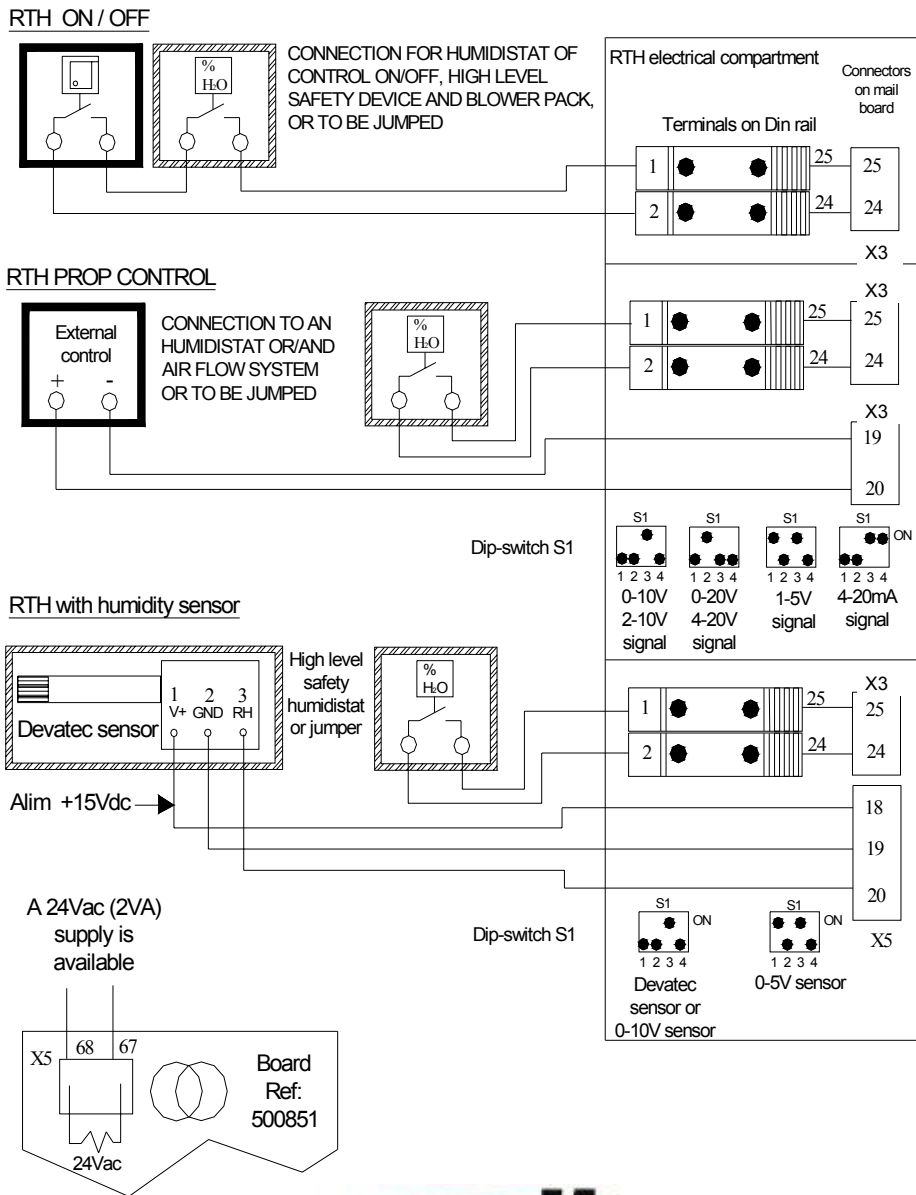 RTH ON / OFF
%
H2O
CONNECTION FOR HUMIDISTAT OF
CONTROL ON/OFF, HIGH LEVEL
SAFETY DEVICE AND BLOWER PACK,
OR TO BE JUMPED
RTH electrical compartment
Connectors
on mail
board
Terminals on Din rail
1
25
25
2
24
24
X3
RTH PROP CONTROL
External
control
+ -
CONNECTION TO AN
HUMIDISTAT OR/AND
AIR FLOW SYSTEM
OR TO BE JUMPED
%
H2O
X3
1
25
25
2
24
24
X3
19
20
Dip-switch S1
S1
1 2 3 4
0-10V
2-10V
signal
S1
1 2 3 4
0-20V
4-20V
signal
S1
1 2 3 4
1-5V
signal
S1
ON
1 2 3 4
4-20mA
signal
RTH with humidity sensor
Devatec sensor
1 2 3
V+ GND RH
High level
safety
humidistat
or jumper
%
H2O
X3
1
25
25
2
24
24
Alim +15Vdc
18
19
20
X5
Dip-switch S1
S1
ON
1 2 3 4
Devatec
sensor or
0-10V sensor
S1
ON
1 2 3 4
0-5V sensor
A 24Vac (2VA)
supply is
available
X5 68 67
24Vac
Board
Ref:
500851